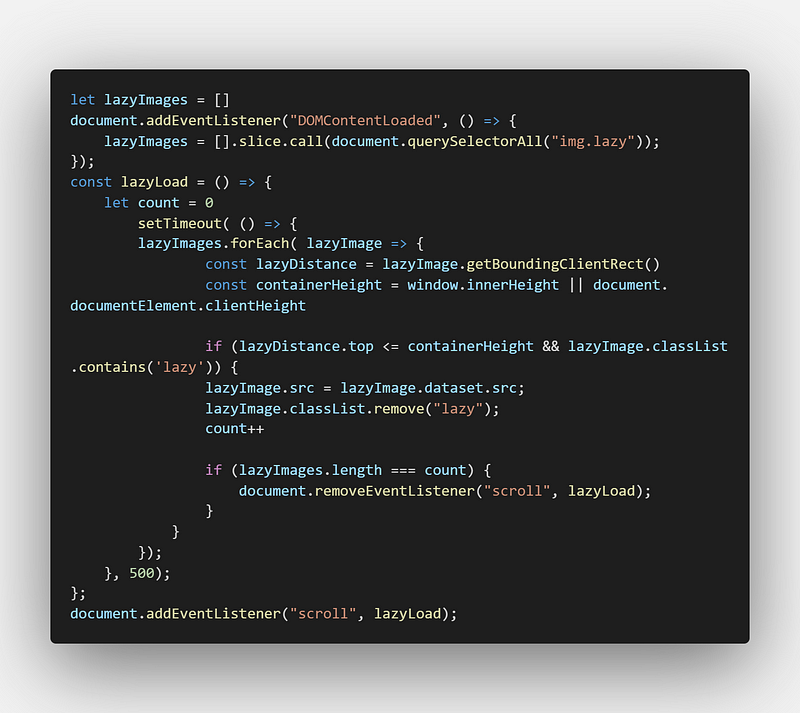 let lazyImages = []
document.addEventListener("DOMContentLoaded", () => {
    lazyImages = [].slice.call(document.querySelectorAll("img.lazy"));
});
const lazyLoad = () => {
    let count = 0
        setTimeout( () => {
        lazyImages.forEach( lazyImage => {
                const lazyDistance = lazyImage.getBoundingClientRect()
                const containerHeight = window.innerHeight || document.
documentElement.clientHeight

                if (lazyDistance.top <= containerHeight && lazyImage.classList
.contains('lazy')) {
                lazyImage.src = lazyImage.dataset.src;
                lazyImage.classList.remove("lazy");
                count++

                if (lazyImages.length === count) {
                    document.removeEventListener("scroll", lazyLoad);
                }
            }
        });
    }, 500);
};
document.addEventListener("scroll", lazyLoad);